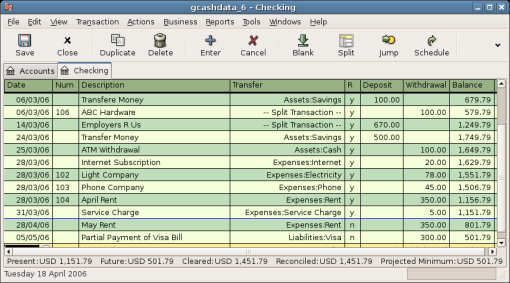 gcashdata_6 - Checking
File Edit View Transaction Actions Business Reports Tools Windows Help
Save Close Duplicate Delete Enter Cancel Blank Split Jump Schedule
Accounts Checking
Date Num Description Transfer R Deposit Withdrawal Balance
06/03/06 Transfere Money Assets:Savings y 100.00 679.79
06/03/06 106 ABC Hardware -- Split Transaction -- y 100.00 579.79
14/03/06 Employers R Us -- Split Transaction -- y 670.00 1,249.79
24/03/06 Transfer Money Assets:Savings y 500.00 1,749.79
25/03/06 ATM Withdrawal Assets:Cash y 100.00 1,649.79
28/03/06 Internet Subscription Expenses:Internet y 20.00 1,629.79
28/03/06 102 Light Company Expenses:Electricity y 78.00 1,551.79
28/03/06 103 Phone Company Expenses:Phone y 45.00 1,506.79
28/03/06 104 April Rent Expenses:Rent y 350.00 1,156.79
31/03/06 Service Charge Expenses:Service Charge y 5.00 1,151.79
28/04/06 May Rent Expenses:Rent n 350.00 801.79
05/05/06 Partial Payment of Visa Bill Liabilities:Visa n 300.00 501.79
Present: USD 1,151.79 Future: USD 501.79 Cleared: USD 1,451.79 Reconciled: USD 1,451.79 Projected Minimum: USD 501.79
Tuesday 18 April 2006